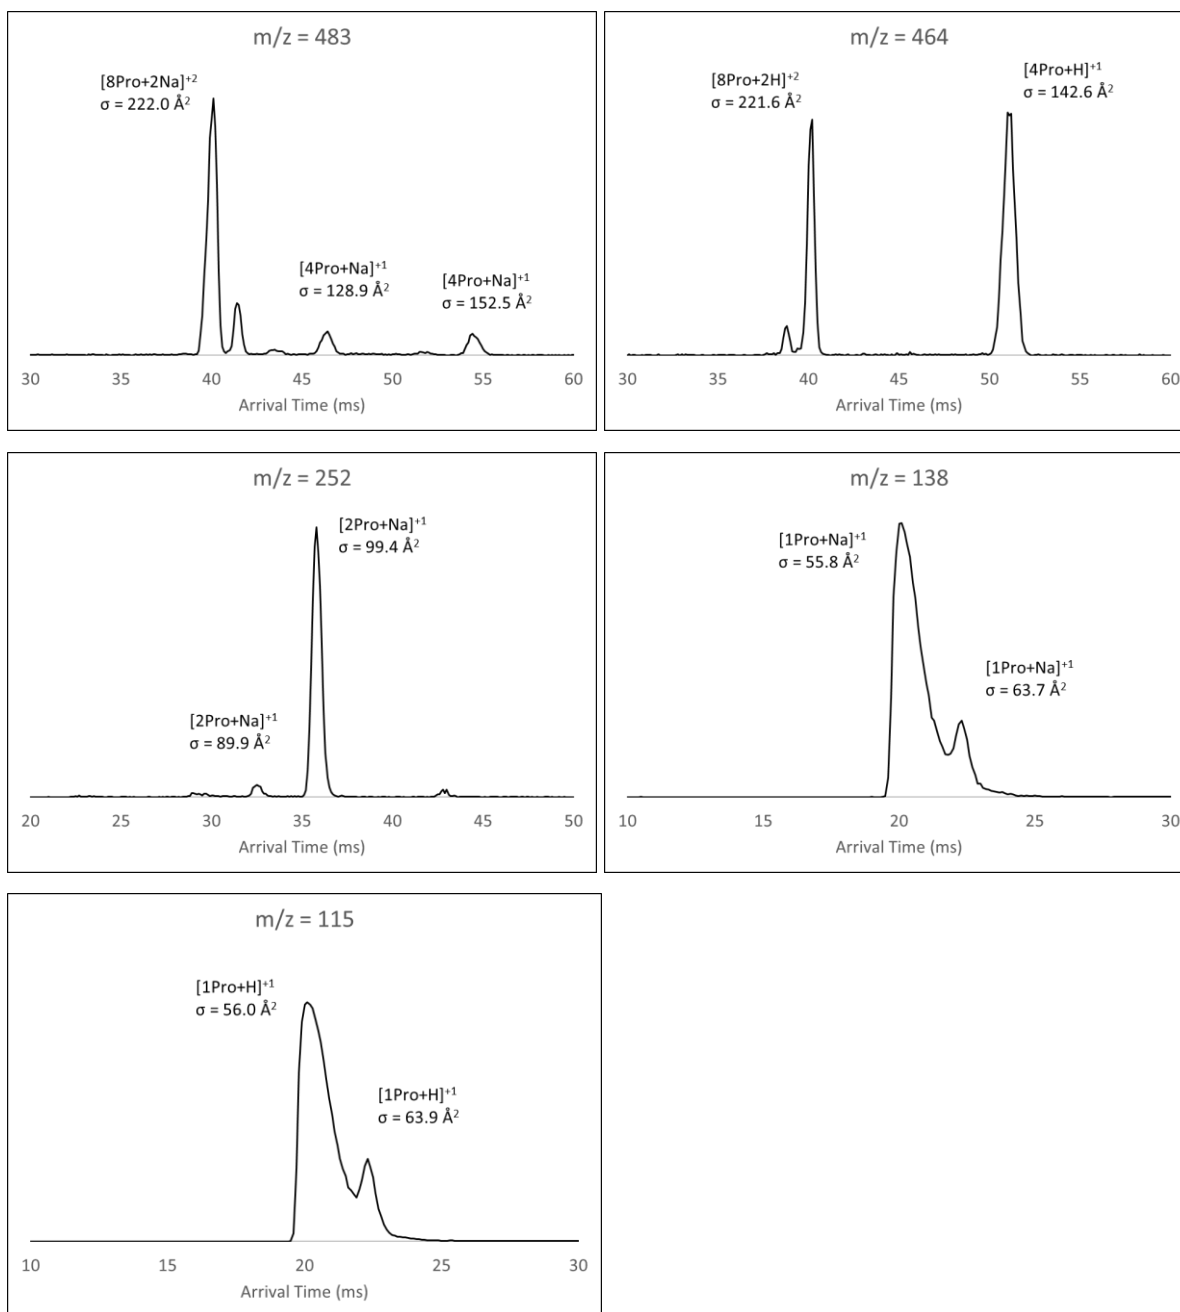 m/z = 483
[8Pro+2Na]+2
σ = 222.0 Å2
[4Pro+Na]+1
σ = 128.9 Å2
[4Pro+Na]+1
σ = 152.5 Å2
30 35 40 45 50 55 60
Arrival Time (ms)
m/z = 464
[8Pro+2H]+2
σ = 221.6 Å2
[4Pro+H]+1
σ = 142.6 Å2
30 35 40 45 50 55 60
Arrival Time (ms)
m/z = 252
[2Pro+Na]+1
σ = 99.4 Å2
[2Pro+Na]+1
σ = 89.9 Å2
20 25 30 35 40 45 50
Arrival Time (ms)
m/z = 138
[1Pro+Na]+1
σ = 55.8 Å2
[1Pro+Na]+1
σ = 63.7 Å2
10 15 20 25 30
Arrival Time (ms)
m/z = 115
[1Pro+H]+1
σ = 56.0 Å2
[1Pro+H]+1
σ = 63.9 Å2
10 15 20 25 30
Arrival Time (ms)